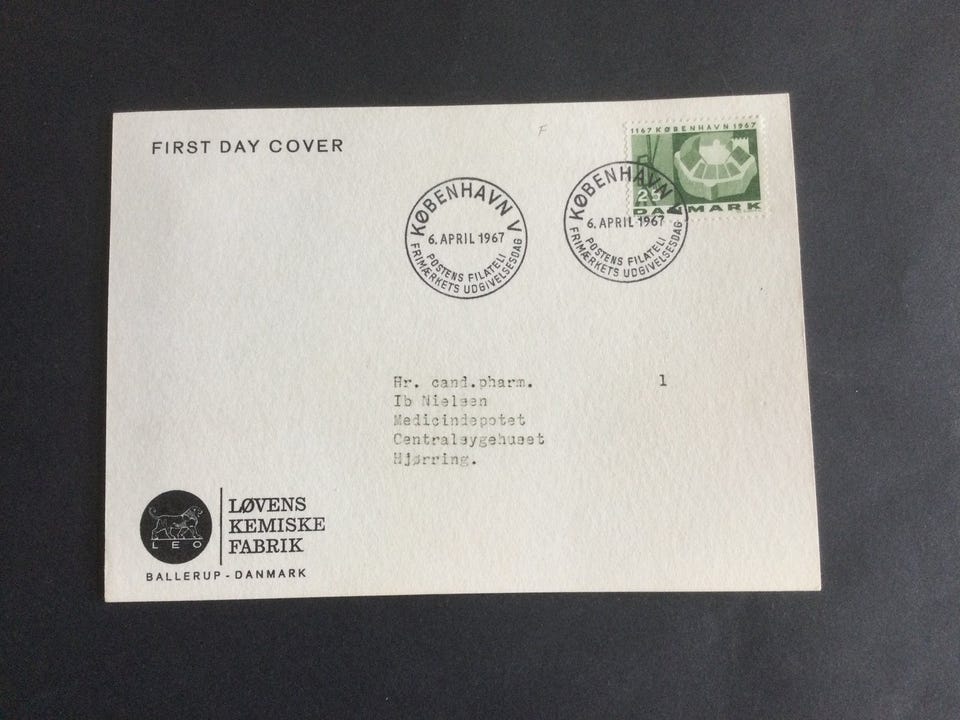 FIRST DAY COVER
F
1167 KØBENHAVN 1967
25
DANMARK
KØBENHAVN V
6. APRIL 1967
POSTENS FILATELI
FRIMÆRKETS UDGIVELSESDAG
KØBENHAVN V
6. APRIL 1967
POSTENS FILATELI
FRIMÆRKETS UDGIVELSESDAG
Hr. cand.pharm. 1
Ib Nielsen
Medicindepotet
Centralsygehuset
Hjørring.
LEO
LØVENS
KEMISKE
FABRIK
BALLERUP - DANMARK